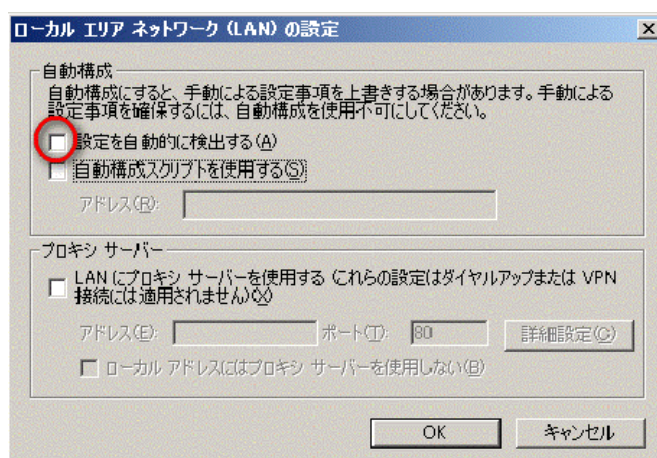 ローカル エリア ネットワーク (LAN) の設定
自動構成
自動構成にすると、手動による設定事項を上書きする場合があります。手動による
設定事項を確保するには、自動構成を使用不可にしてください。
設定を自動的に検出する(A)
自動構成スクリプトを使用する(S)
アドレス(R):
プロキシ サーバー
LAN にプロキシ サーバーを使用する (これらの設定はダイヤルアップまたは VPN
接続には適用されません)(X)
アドレス(E): ポート(T): 80 詳細設定(C)
ローカル アドレスにはプロキシ サーバーを使用しない(B)
OK キャンセル